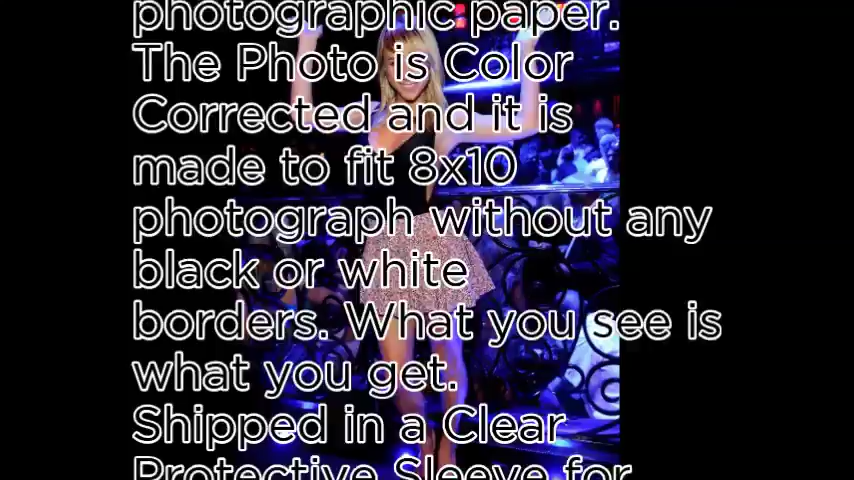 photographic paper.
The Photo is Color
Corrected and it is
made to fit 8x10
photograph without any
black or white
borders. What you see is
what you get.
Shipped in a Clear
Protective Sleeve for